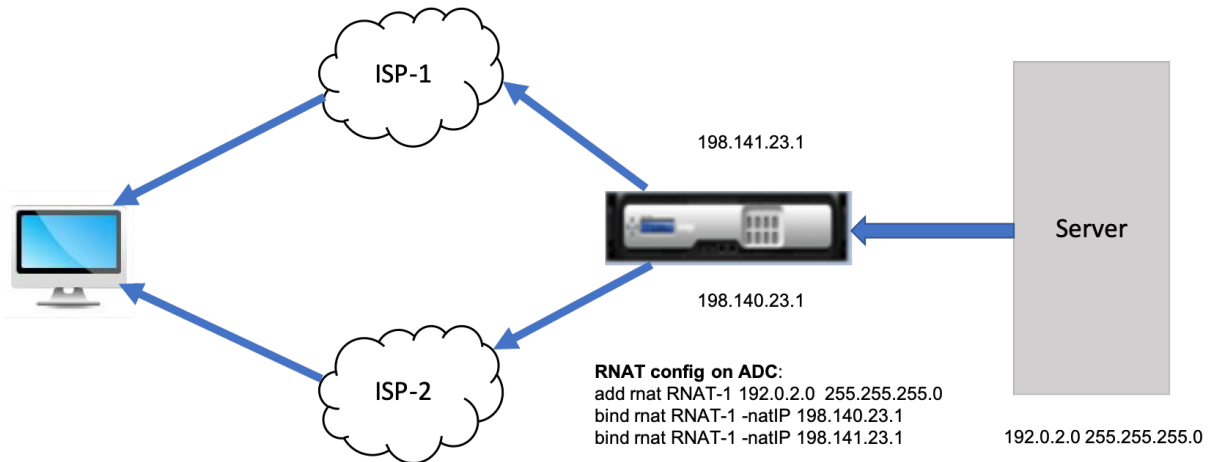 ISP-1
198.141.23.1
Server
198.140.23.1
ISP-2
RNAT config on ADC:
add rnat RNAT-1 192.0.2.0 255.255.255.0
bind rnat RNAT-1 -natIP 198.140.23.1
bind rnat RNAT-1 -natIP 198.141.23.1
192.0.2.0 255.255.255.0